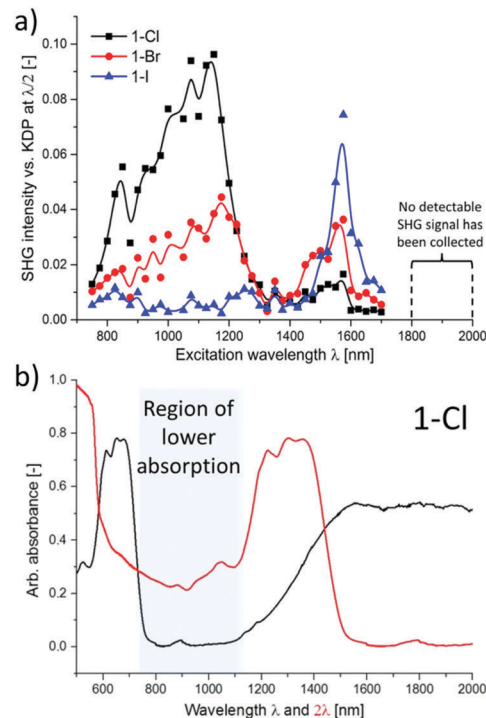 a)
SHG intensity vs. KDP at λ/2 [-]
0.10
0.08
0.06
0.04
0.02
0.00
1-Cl
1-Br
1-I
No detectable
SHG signal has
been collected
800 1000 1200 1400 1600 1800 2000
Excitation wavelength λ [nm]
b)
Arb. absorbance [-]
1.0
0.8
0.6
0.4
0.2
0.0
Region of
lower
absorption
1-Cl
600 800 1000 1200 1400 1600 1800 2000
Wavelength λ and 2λ [nm]